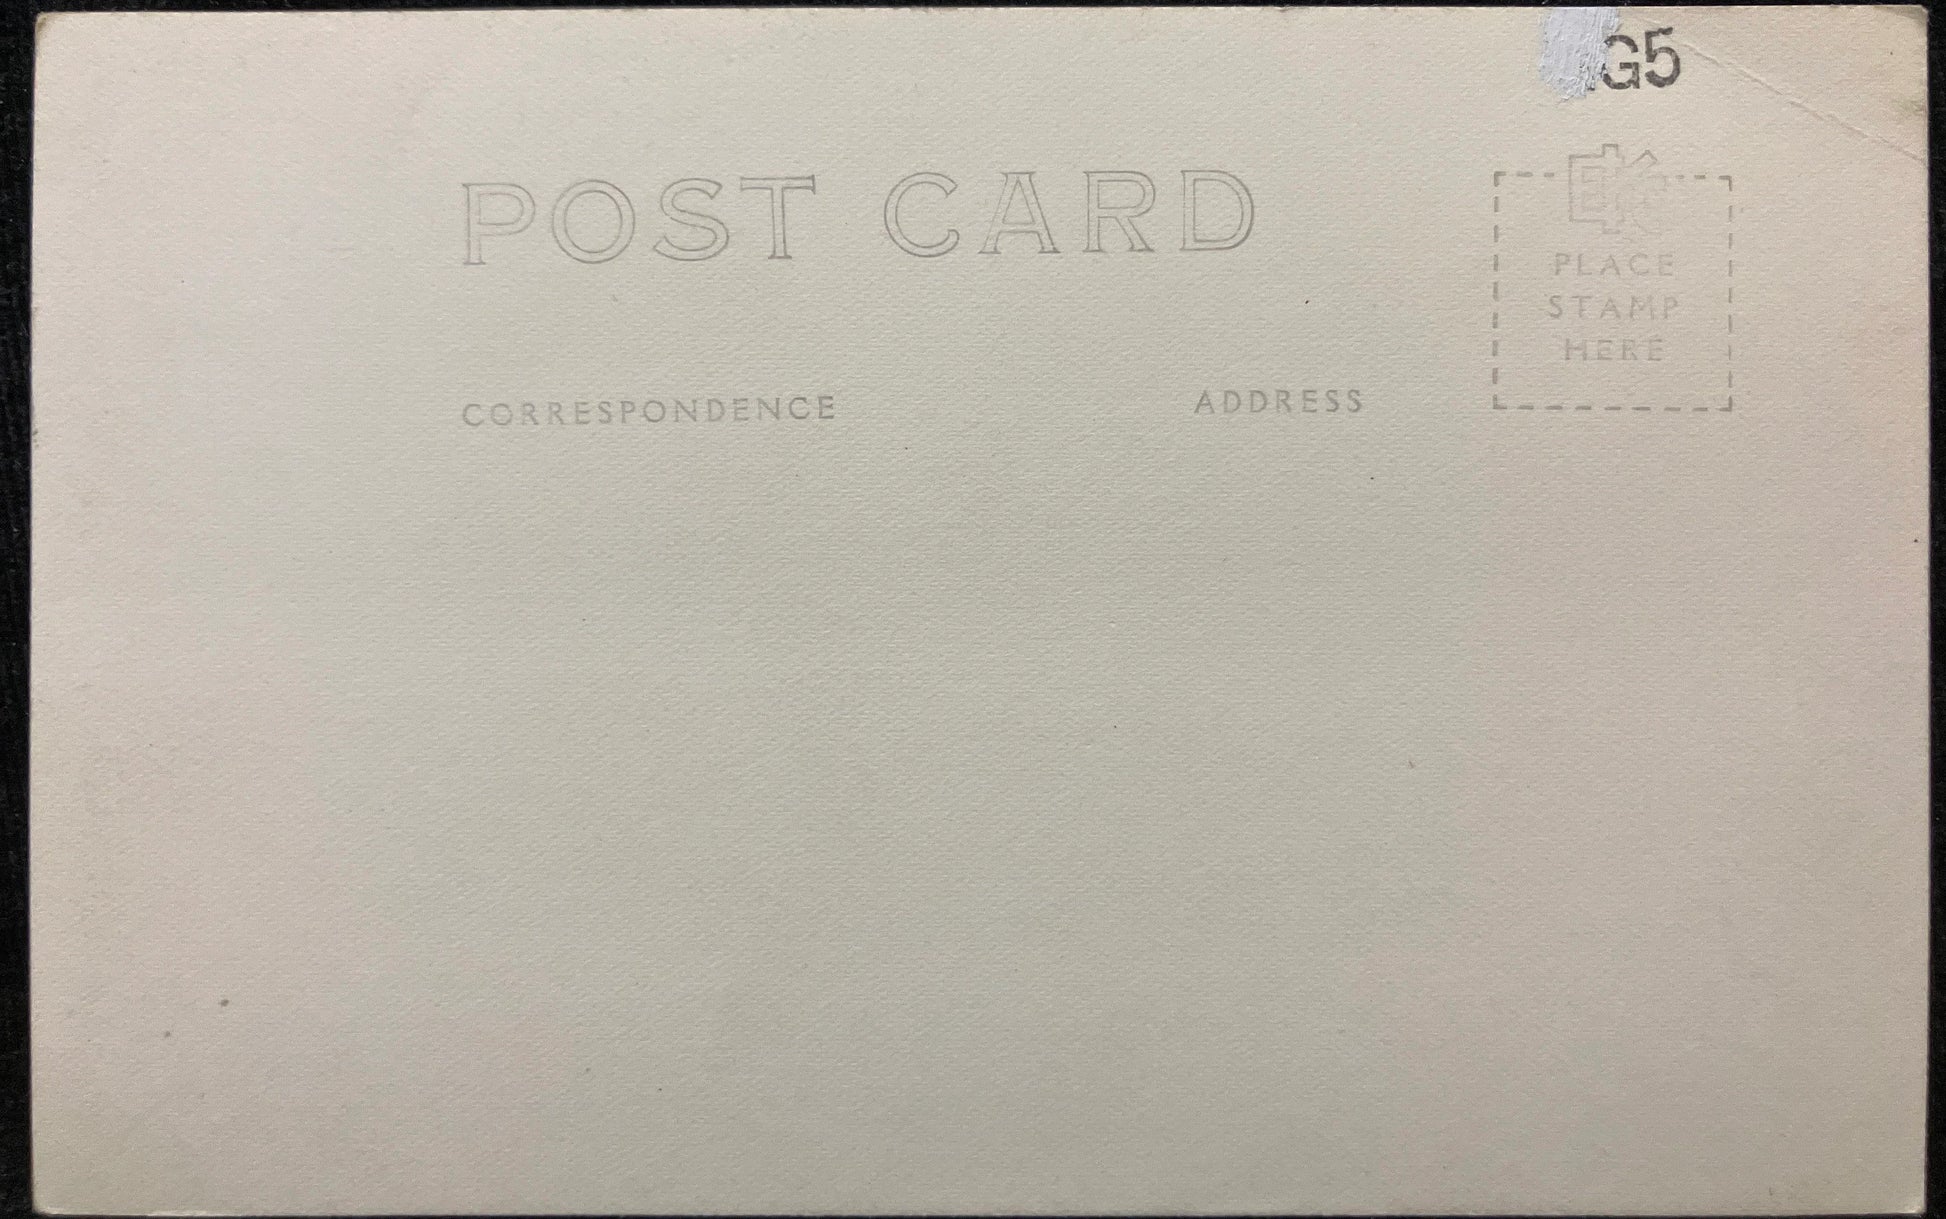 G5
POST CARD
PLACE
STAMP
HERE
CORRESPONDENCE
ADDRESS